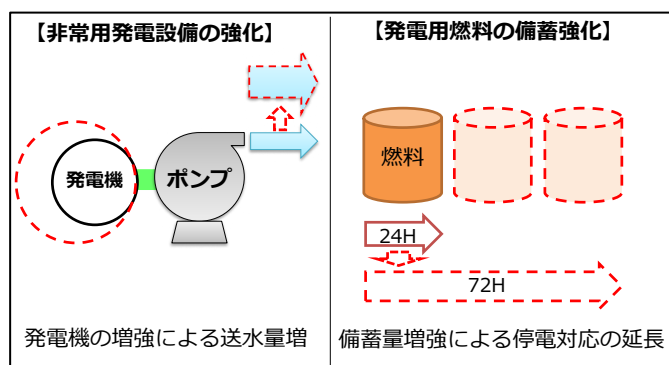 【非常用発電設備の強化】
発電機
ポンプ
発電機の増強による送水量増
【発電用燃料の備蓄強化】
燃料
24H
72H
備蓄量増強による停電対応の延長